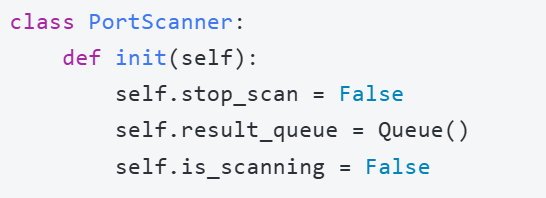 class PortScanner:
    def init(self):
        self.stop_scan = False
        self.result_queue = Queue()
        self.is_scanning = False